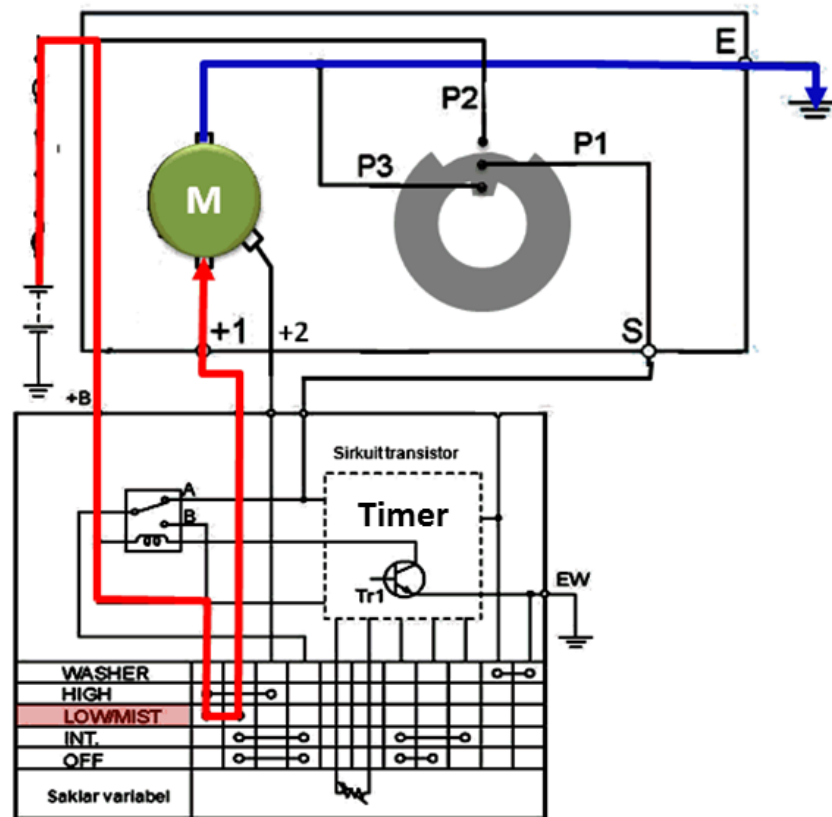 E
P2
P1
P3
M
+1
+2
S
+B
Sirkuit transistor
A
Timer
B
Tr1
EW
WASHER
HIGH
LOW/MIST
INT.
OFF
Saklar variabel